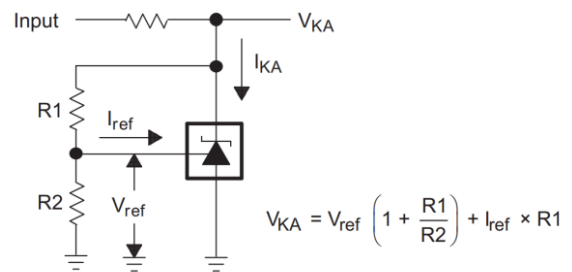 Input
V_KA
I_KA
R1
I_ref
R2
V_ref
V_KA = V_ref (1 + R1/R2) + I_ref × R1